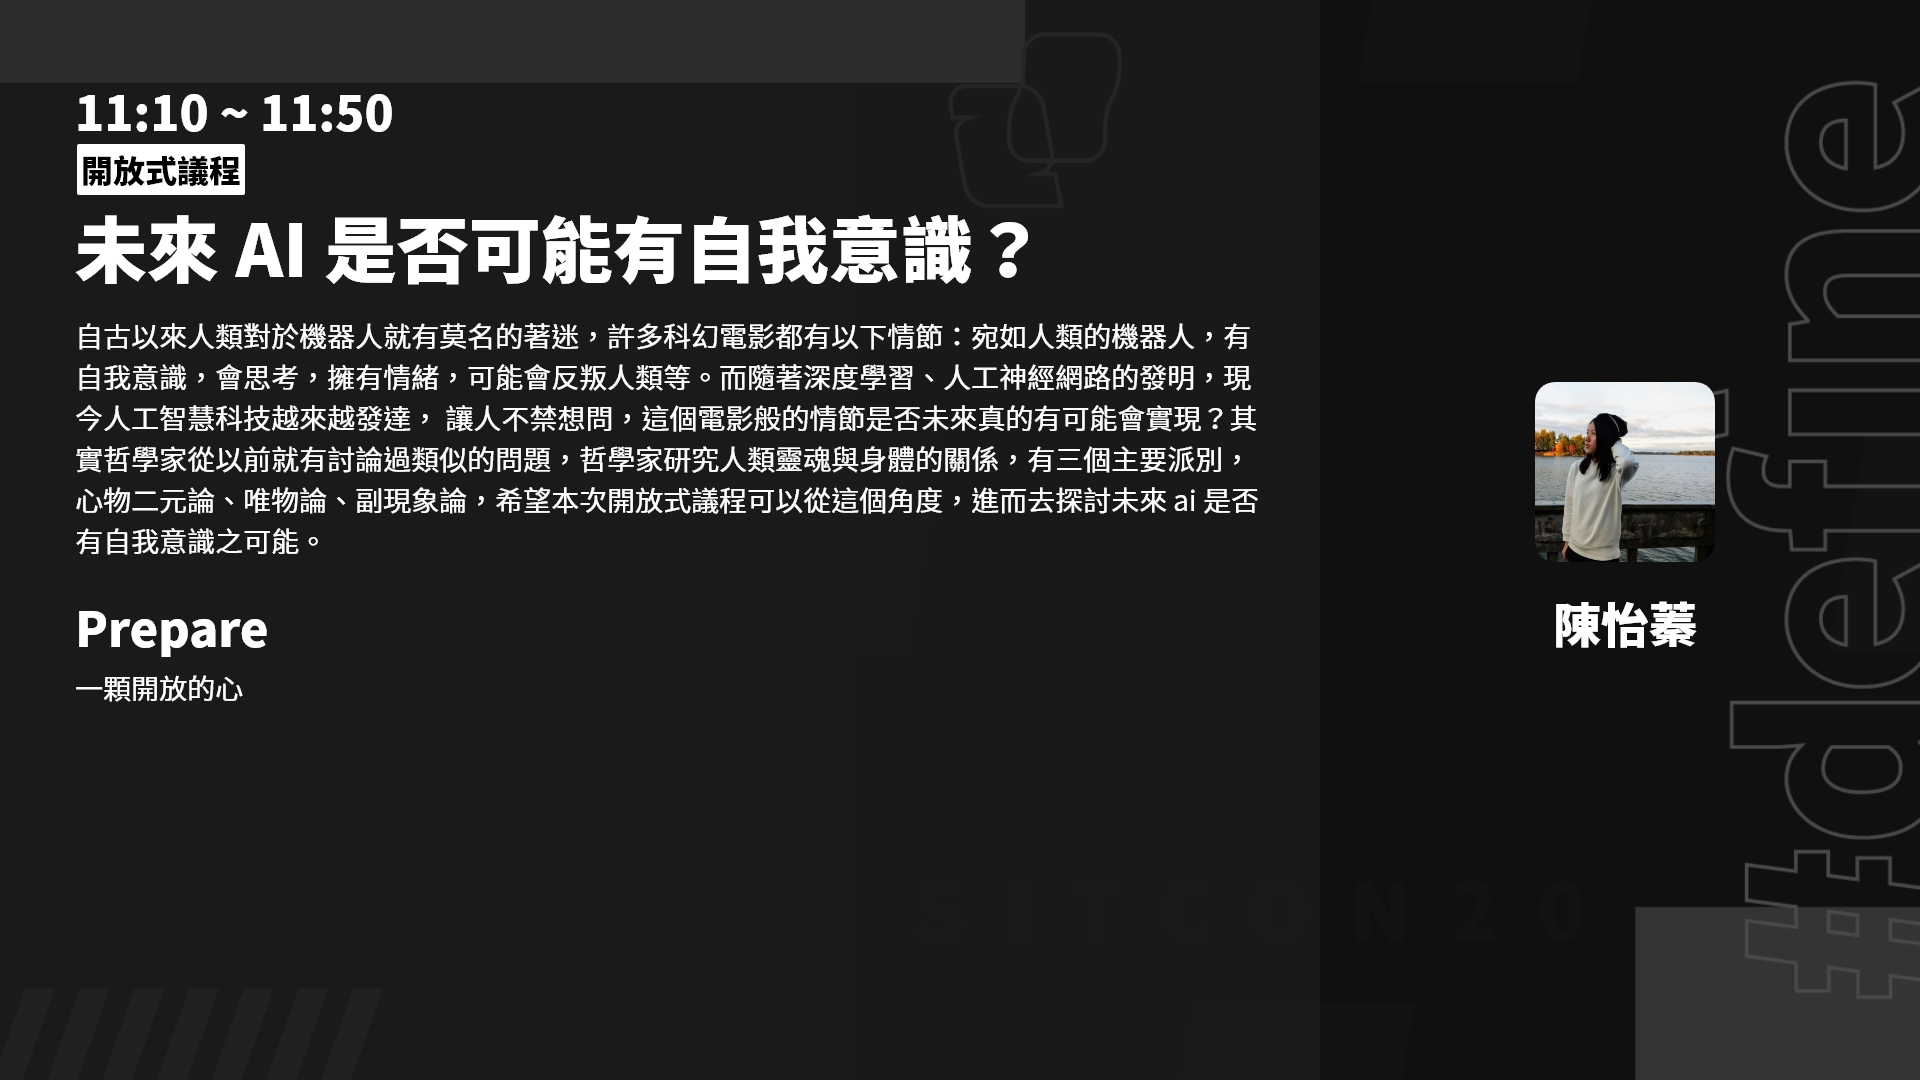 11:10 ~ 11:50
開放式議程
未來 AI 是否可能有自我意識？
自古以來人類對於機器人就有莫名的著迷，許多科幻電影都有以下情節：宛如人類的機器人，有
自我意識，會思考，擁有情緒，可能會反叛人類等。而隨著深度學習、人工神經網路的發明，現
今人工智慧科技越來越發達， 讓人不禁想問，這個電影般的情節是否未來真的有可能會實現？其
實哲學家從以前就有討論過類似的問題，哲學家研究人類靈魂與身體的關係，有三個主要派別，
心物二元論、唯物論、副現象論，希望本次開放式議程可以從這個角度，進而去探討未來 ai 是否
有自我意識之可能。
Prepare
一顆開放的心
陳怡蓁
#define
SITCON20